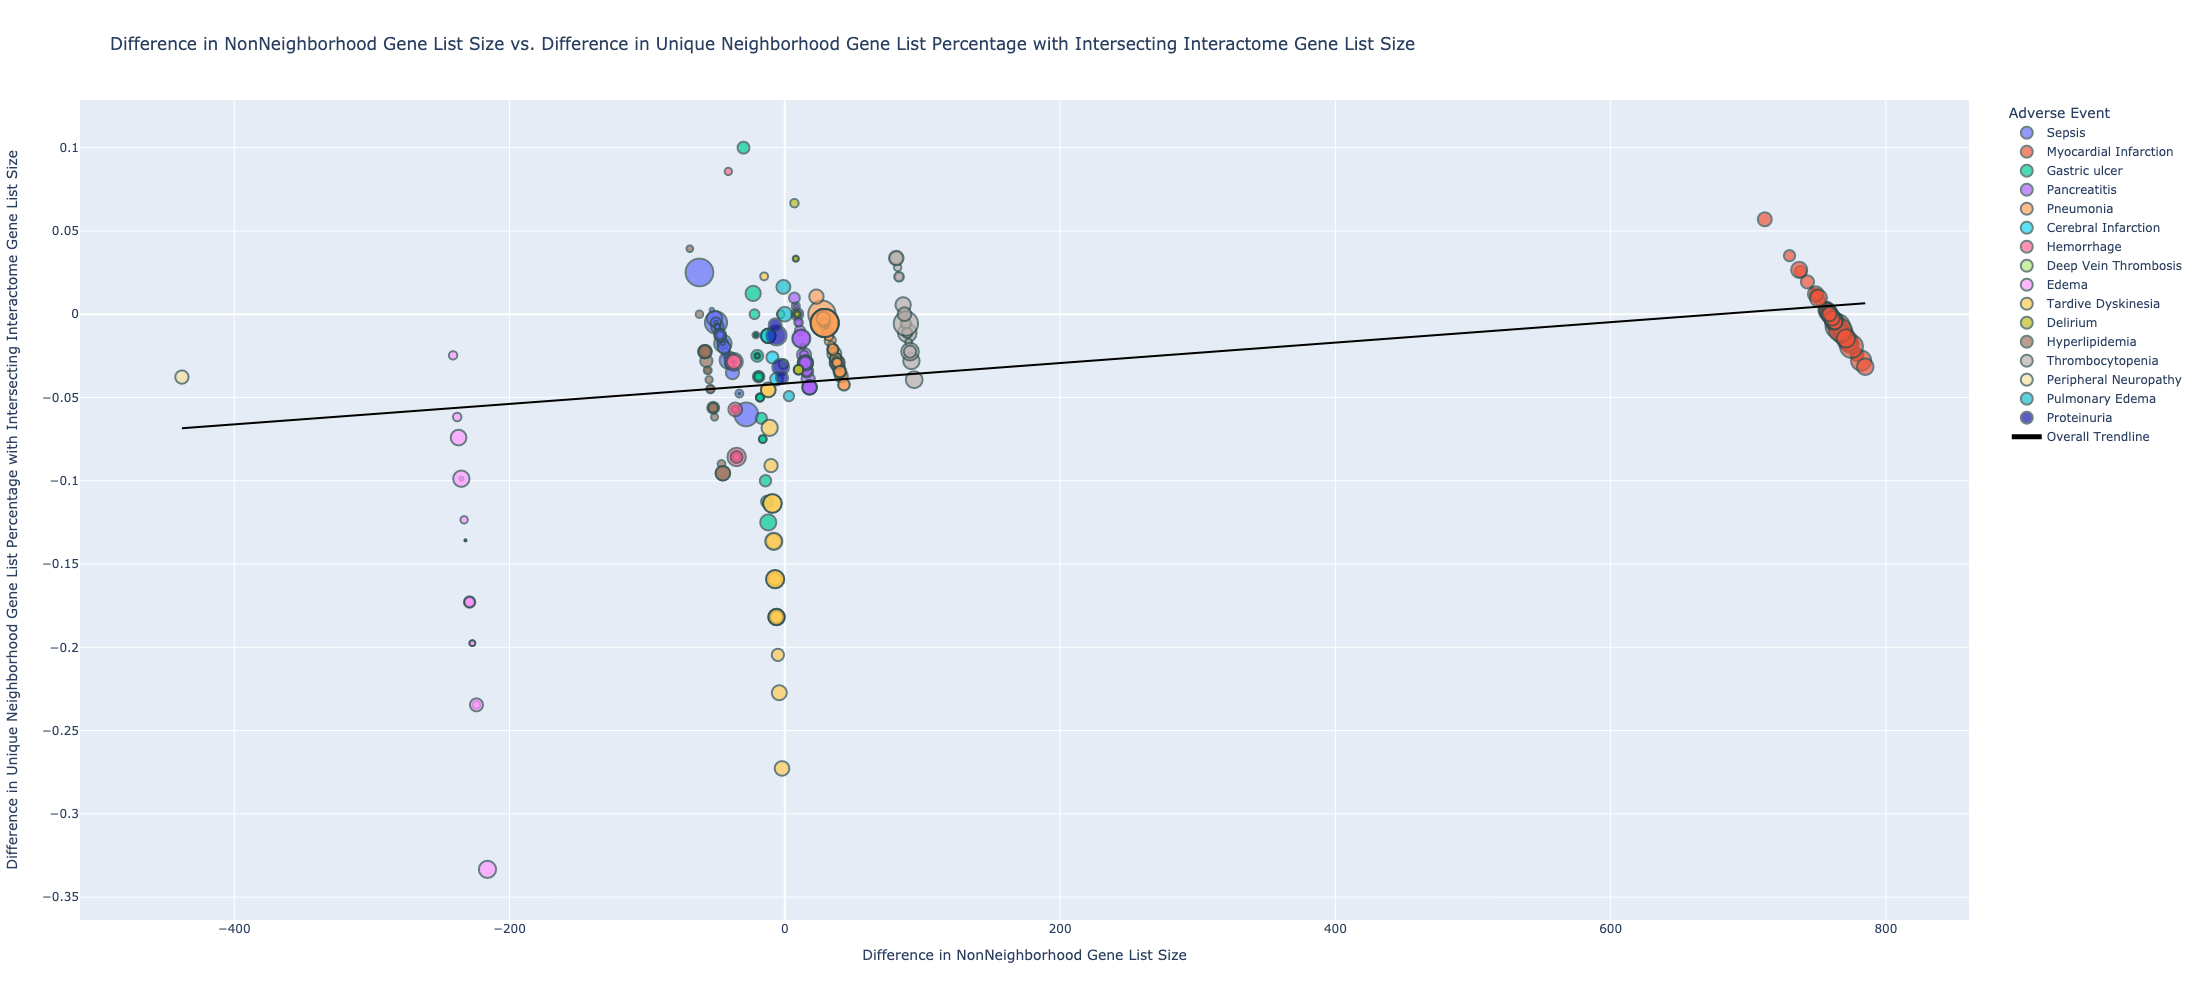 Difference in NonNeighborhood Gene List Size vs. Difference in Unique Neighborhood Gene List Percentage with Intersecting Interactome Gene List Size
Difference in Unique Neighborhood Gene List Percentage with Intersecting Interactome Gene List Size
0.1
0.05
0
−0.05
−0.1
−0.15
−0.2
−0.25
−0.3
−0.35
−400
−200
0
200
400
600
800
Difference in NonNeighborhood Gene List Size
Adverse Event
Sepsis
Myocardial Infarction
Gastric ulcer
Pancreatitis
Pneumonia
Cerebral Infarction
Hemorrhage
Deep Vein Thrombosis
Edema
Tardive Dyskinesia
Delirium
Hyperlipidemia
Thrombocytopenia
Peripheral Neuropathy
Pulmonary Edema
Proteinuria
Overall Trendline